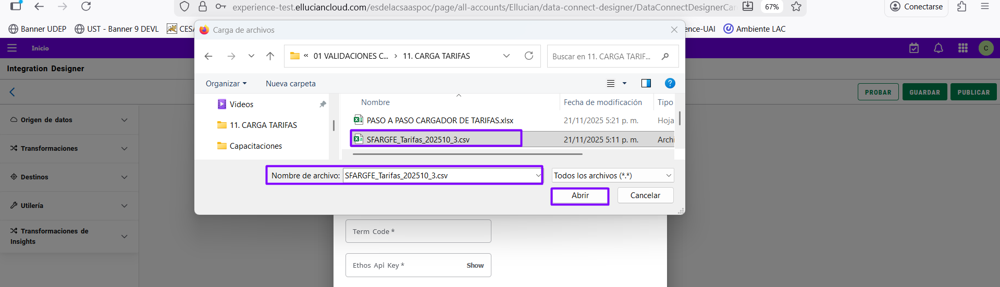 experience-test.elluciancloud.com/esdelacsaaspoc/page/all-accounts/Ellucian/data-connect-designer/DataConnectDesignerCar
67%
Conectarse
Banner UDEP
UST - Banner 9 DEVL
CESA
ence-UAI
Ambiente LAC
Carga de archivos
Inicio
C
« 01 VALIDACIONES C... > 11. CARGA TARIFAS
Buscar en 11. CARGA TARIF...
Integration Designer
Organizar
Nueva carpeta
PROBAR
GUARDAR
PUBLICAR
Videos
11. CARGA TARIFAS
Capacitaciones
Nombre
Fecha de modificación
Tipo
PASO A PASO CARGADOR DE TARIFAS.xlsx
21/11/2025 5:21 p. m.
Hoja
SFARGFE_Tarifas_202510_3.csv
21/11/2025 5:11 p. m.
Archi
Nombre de archivo:
SFARGFE_Tarifas_202510_3.csv
Todos los archivos (*.*)
Abrir
Cancelar
Origen de datos
Transformaciones
Destinos
Utilería
Transformaciones de
Insights
Term Code *
Ethos Api Key *
Show